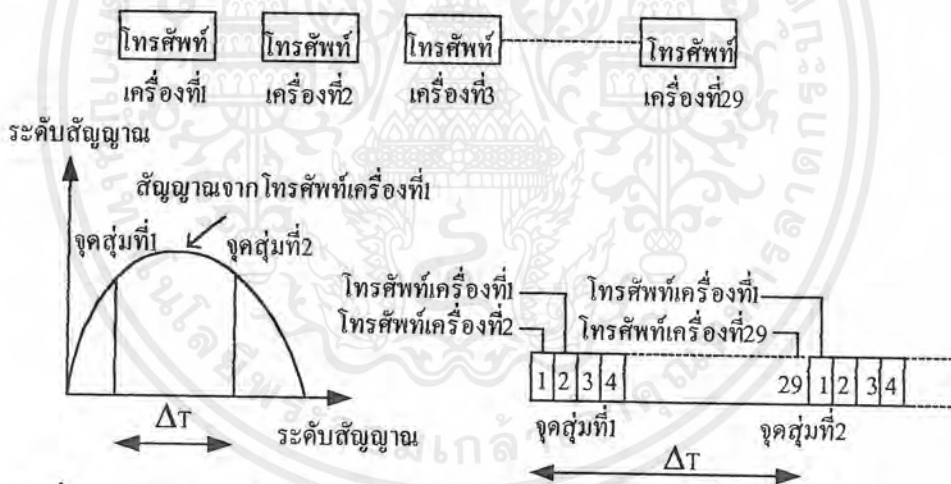 โทรศัพท์ โทรศัพท์ โทรศัพท์ โทรศัพท์
เครื่องที่1 เครื่องที่2 เครื่องที่3 เครื่องที่29
ระดับสัญญาณ
สัญญาณจากโทรศัพท์เครื่องที่1
จุดสุ่มที่1 จุดสุ่มที่2
โทรศัพท์เครื่องที่1 โทรศัพท์เครื่องที่1
โทรศัพท์เครื่องที่2 โทรศัพท์เครื่องที่29
1 2 3 4 29 1 2 3 4
ΔT ระดับสัญญาณ จุดสุ่มที่1 จุดสุ่มที่2
ΔT